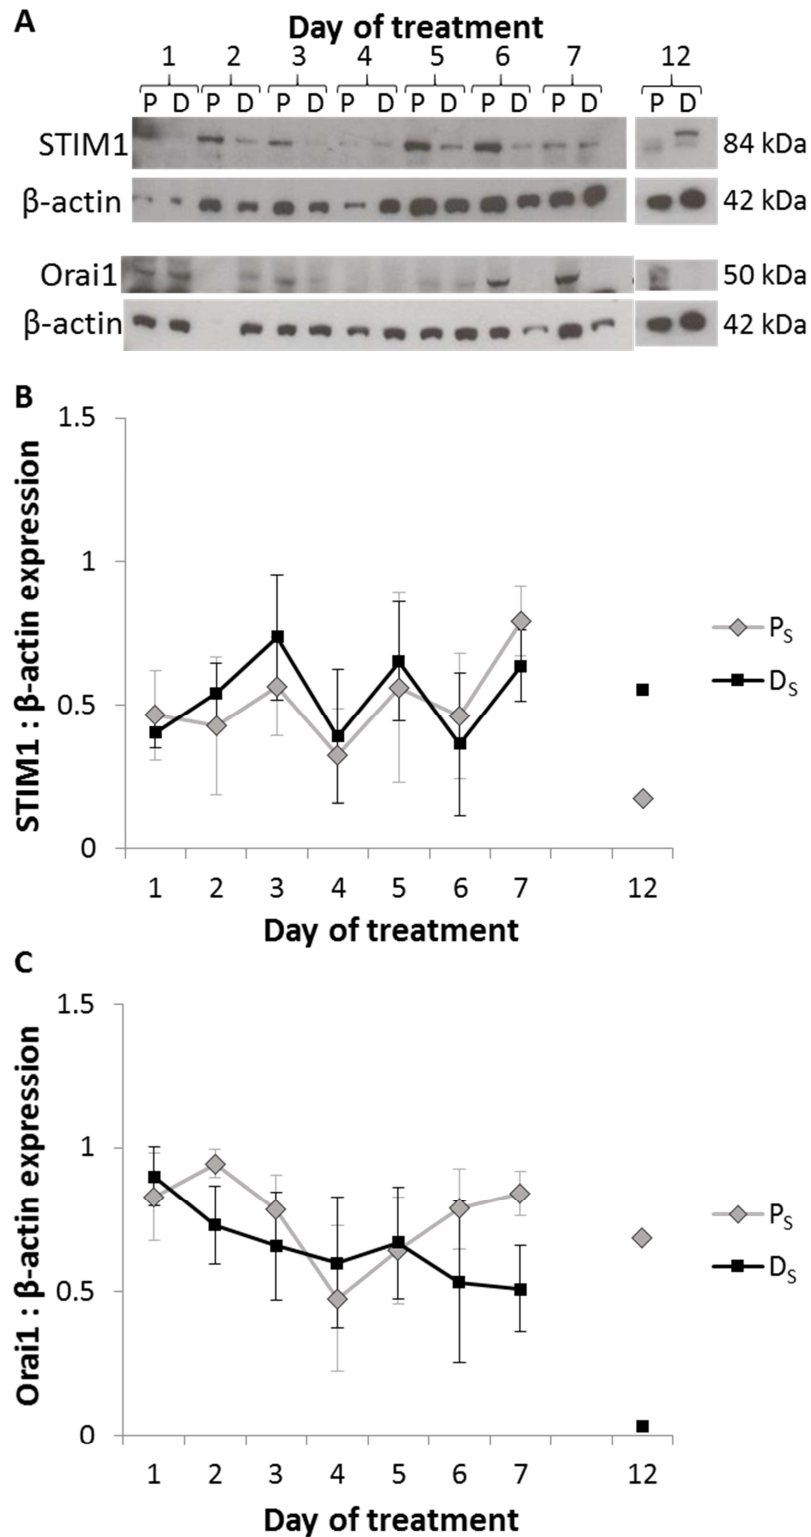 A
Day of treatment
1 2 3 4 5 6 7 12
P D P D P D P D P D P D P D P D
STIM1 84 kDa
β-actin 42 kDa
Orai1 50 kDa
β-actin 42 kDa
B
STIM1 : β-actin expression
1.5
1
0.5
0
1 2 3 4 5 6 7 12
Day of treatment
PS
DS
C
Orai1 : β-actin expression
1.5
1
0.5
0
1 2 3 4 5 6 7 12
Day of treatment
PS
DS